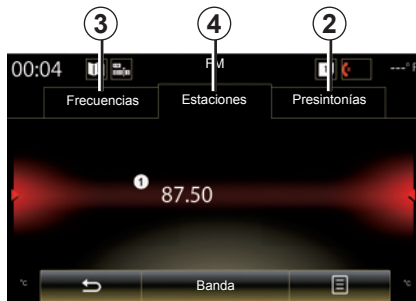 3 4 2
00:04 FM ---° F
Frecuencias Estaciones Presintonías
1 87.50
°C Banda °C